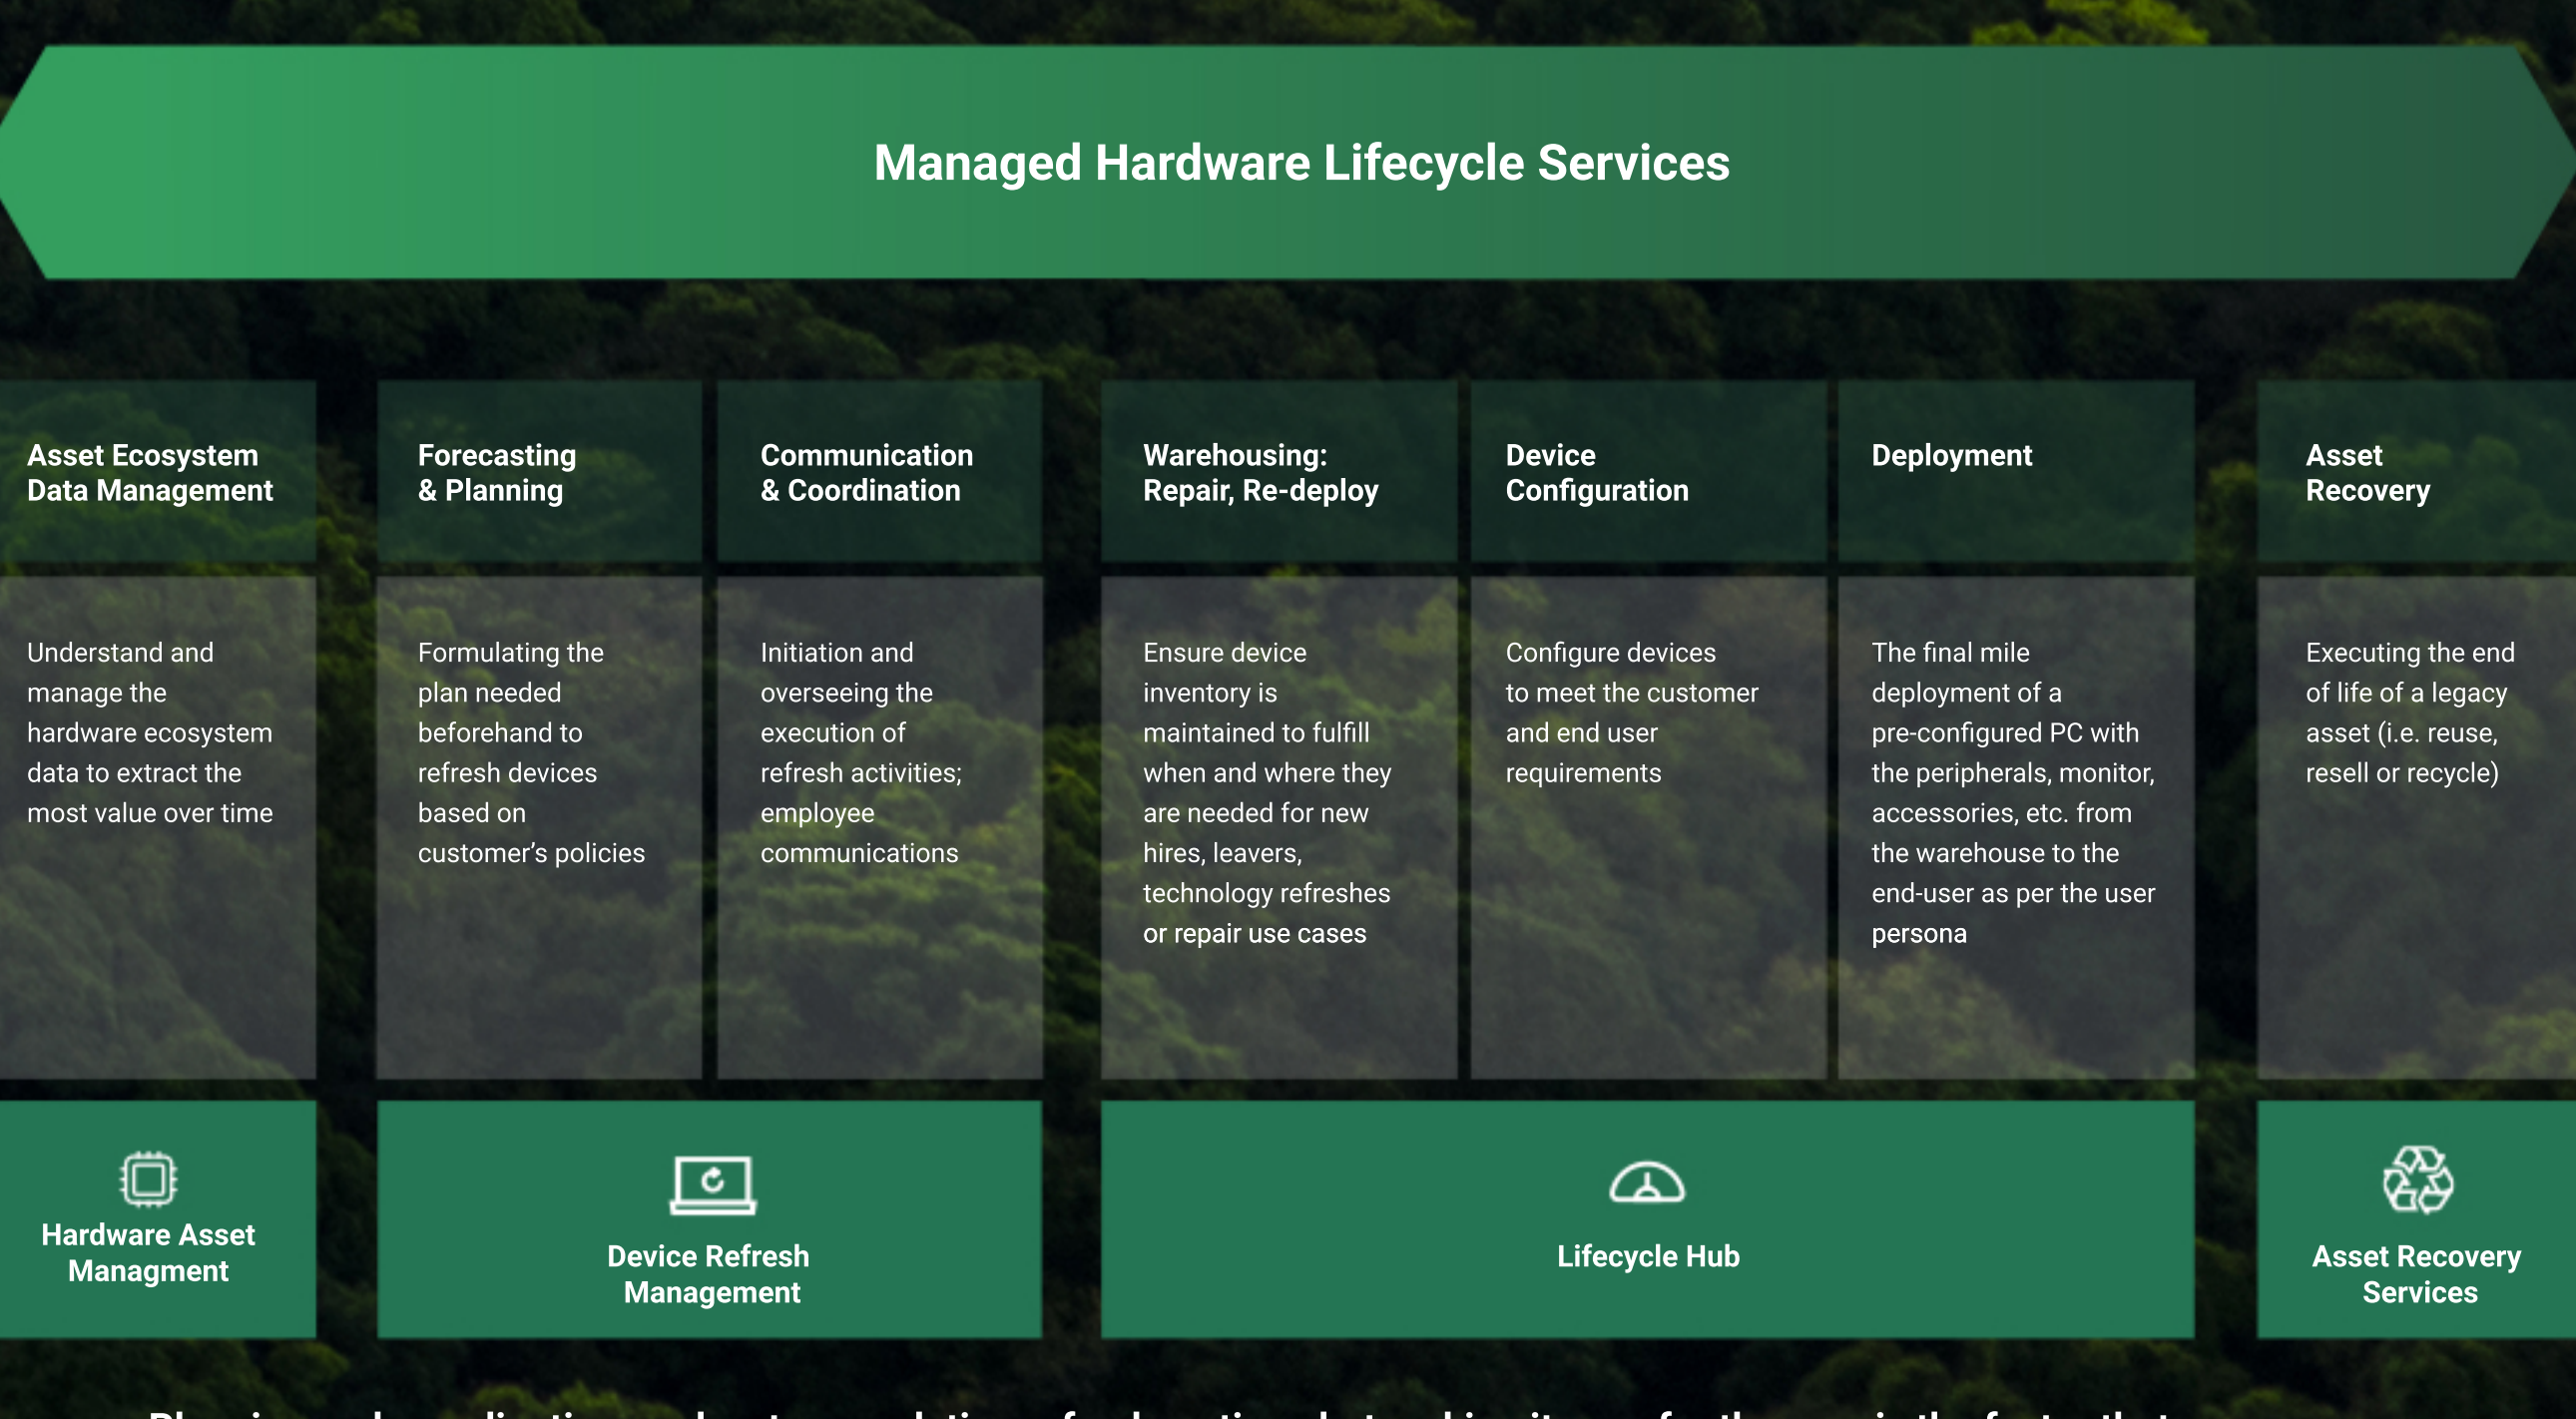 Managed Hardware Lifecycle Services
Asset Ecosystem
Data Management
Understand and
manage the
hardware ecosystem
data to extract the
most value over time
Forecasting
& Planning
Formulating the
plan needed
beforehand to
refresh devices
based on
customer’s policies
Communication
& Coordination
Initiation and
overseeing the
execution of
refresh activities;
employee
communications
Warehousing:
Repair, Re-deploy
Ensure device
inventory is
maintained to fulfill
when and where they
are needed for new
hires, leavers,
technology refreshes
or repair use cases
Device
Configuration
Configure devices
to meet the customer
and end user
requirements
Deployment
The final mile
deployment of a
pre-configured PC with
the peripherals, monitor,
accessories, etc. from
the warehouse to the
end-user as per the user
persona
Asset
Recovery
Executing the end
of life of a legacy
asset (i.e. reuse,
resell or recycle)
Hardware Asset
Managment
Device Refresh
Management
Lifecycle Hub
Asset Recovery
Services